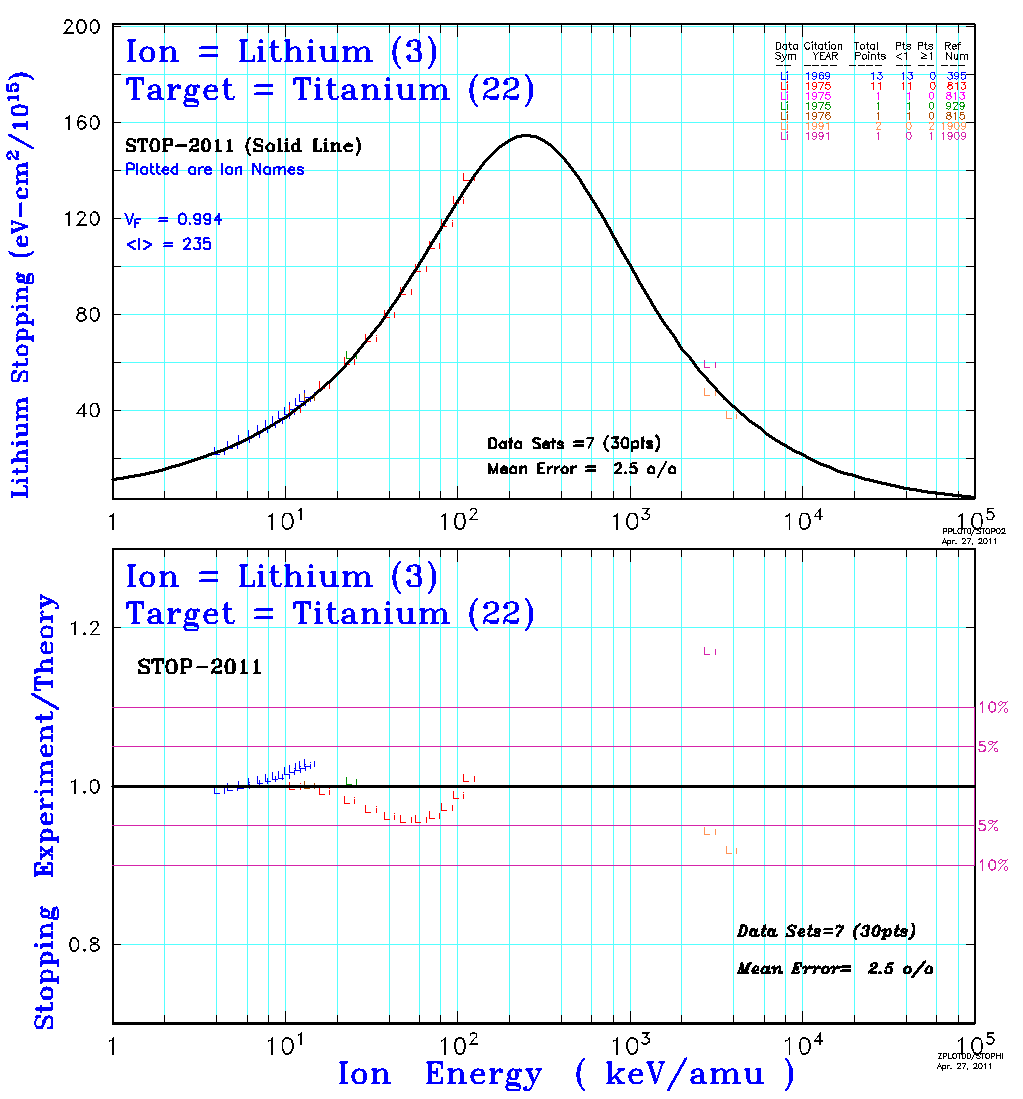 Ion = Lithium (3)
Target = Titanium (22)
STOP-2011 (Solid Line)
Plotted are Ion Names
VF = 0.994
<I> = 235
Data Sym Citation YEAR Total Points Pts <1 Pts ≥1 Ref Num
Li 1969 13 13 0 395
Li 1975 11 11 0 813
Li 1975 1 1 0 813
Li 1975 1 1 0 929
Li 1976 1 1 0 815
Li 1991 2 0 2 1909
Li 1991 1 0 1 1909
Lithium Stopping (eV-cm²/10¹⁵)
200
160
120
80
40
Data Sets =7 (30pts)
Mean Error = 2.5 o/o
1 10¹ 10² 10³ 10⁴ 10⁵
Apr. 27, 2011
Ion = Lithium (3)
Target = Titanium (22)
STOP-2011
Stopping Experiment/Theory
1.2
1.0
0.8
10%
5%
5%
10%
Data Sets=7 (30pts)
Mean Error= 2.5 o/o
1 10¹ 10² 10³ 10⁴ 10⁵
Apr. 27, 2011
Ion Energy ( keV/amu )